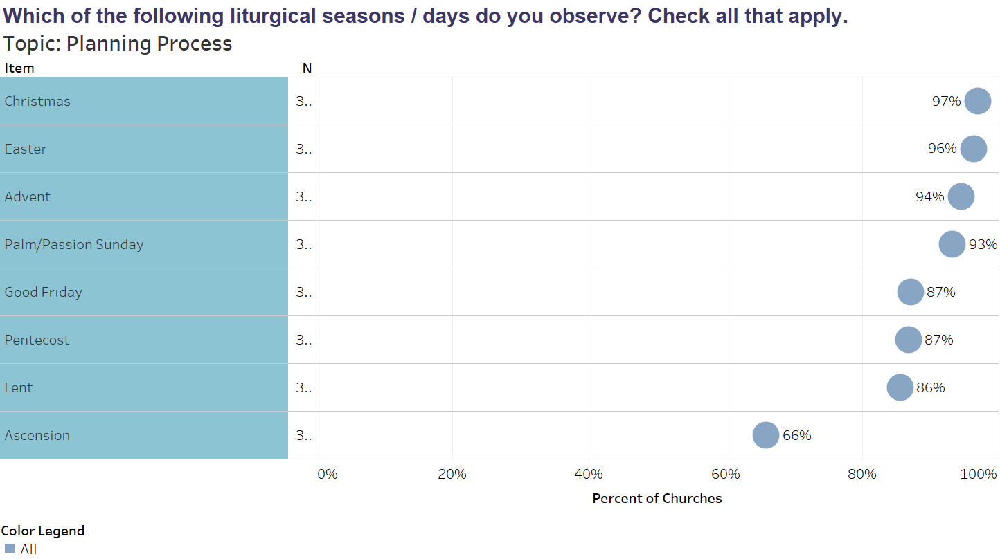 Which of the following liturgical seasons / days do you observe? Check all that apply.
Topic: Planning Process
Item N
Christmas 3.. 97%
Easter 3.. 96%
Advent 3.. 94%
Palm/Passion Sunday 3.. 93%
Good Friday 3.. 87%
Pentecost 3.. 87%
Lent 3.. 86%
Ascension 3.. 66%
0% 20% 40% 60% 80% 100%
Percent of Churches
Color Legend
All